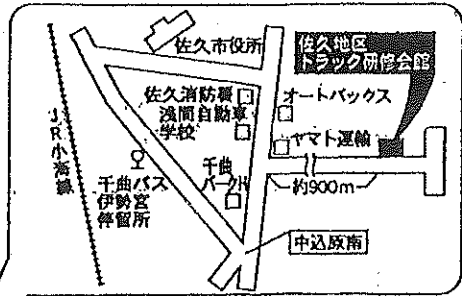 佐久市役所
佐久地区
トラック研修会館
佐久消防署
浅間自動車
学校
オートバックス
ヤマト運輸
JR小海線
千曲バス
伊勢宮
停留所
千曲
パーク
約900m
中込原南